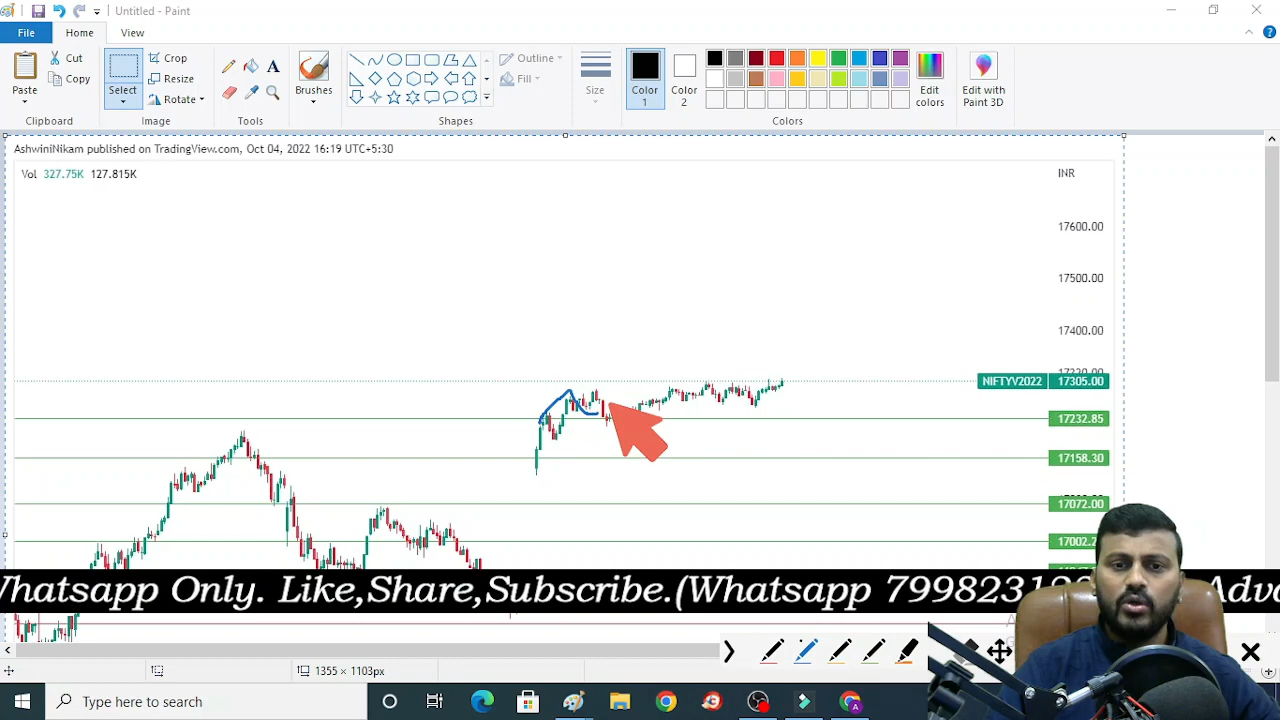 Untitled - Paint
File Home View
Paste
Cut
Copy
Clipboard
Select
Crop
Resize
Rotate
Image
Tools
Brushes
Outline
Fill
Shapes
Size
Color 1
Color 2
Edit colors
Edit with Paint 3D
Colors
AshwiniNikam published on TradingView.com, Oct 04, 2022 16:19 UTC+5:30
Vol 327.75K 127.815K
INR
17600.00
17500.00
17400.00
NIFTYV2022 17305.00
17232.85
17158.30
17072.00
17002.2
Whatsapp Only. Like,Share,Subscribe.(Whatsapp 79982312
Adv
1355 × 1103px
Type here to search